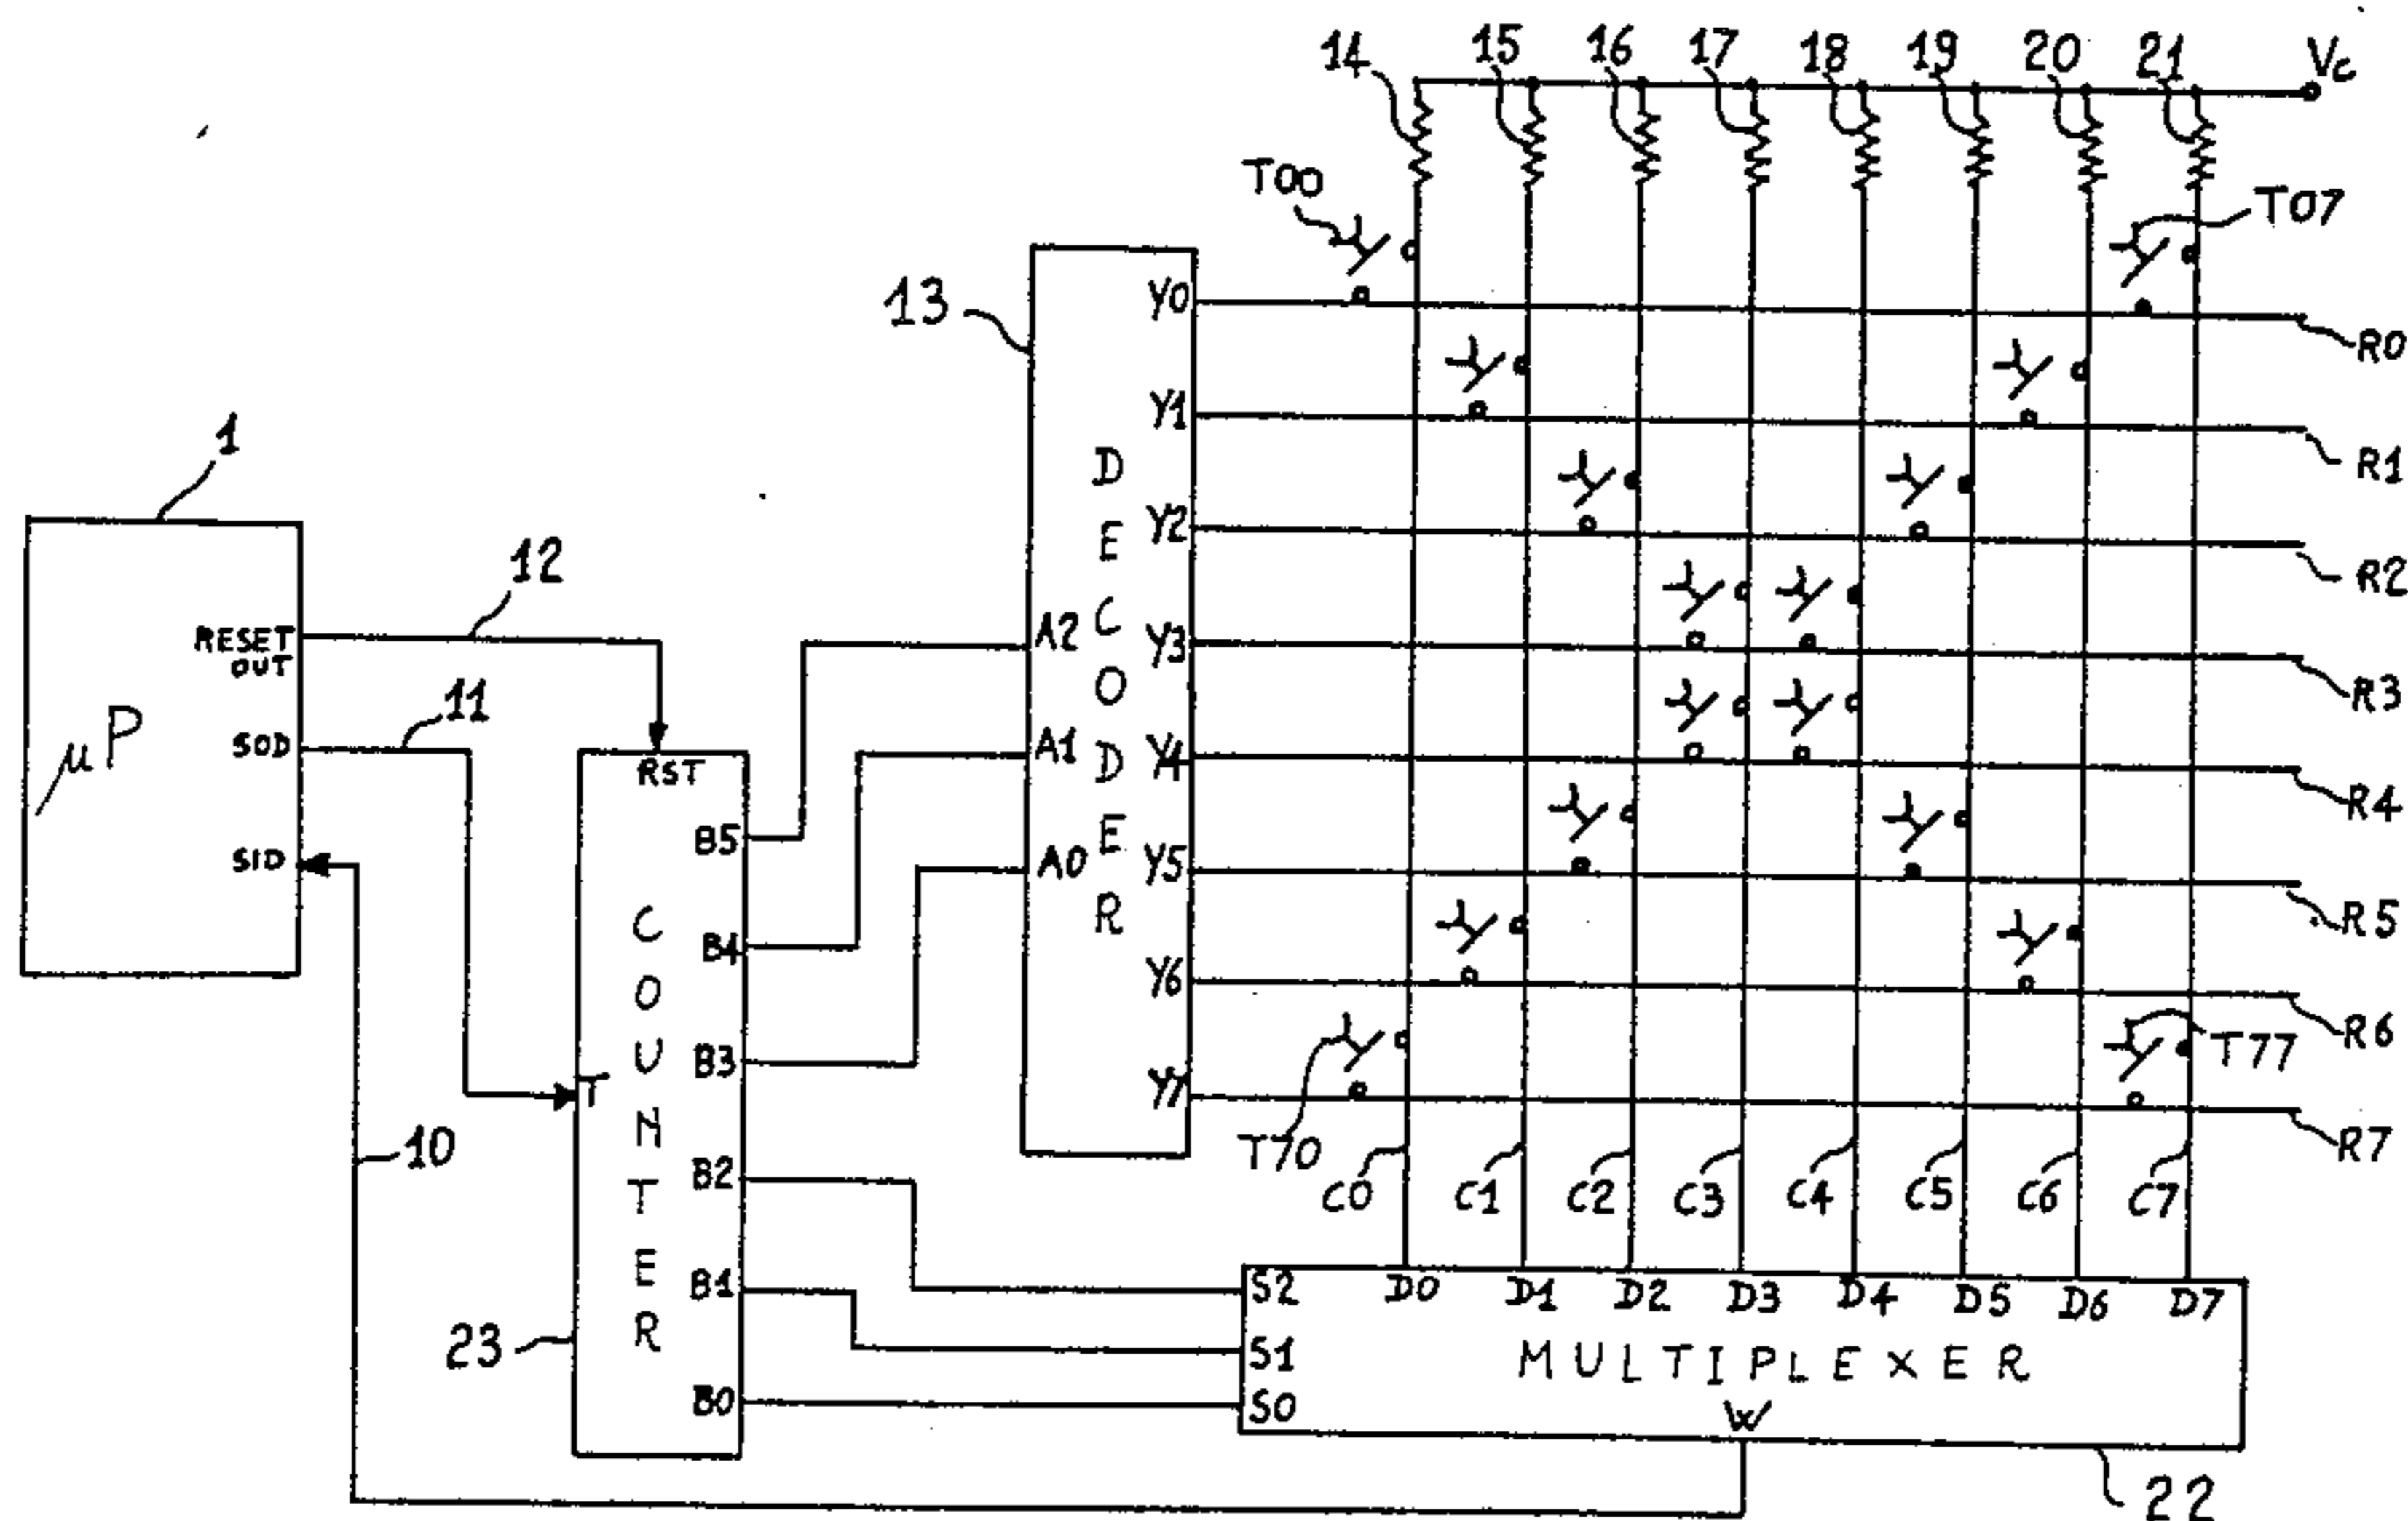 14 15 16 17 18 19 20 21 Vc
T00
T07
13
Y0
R0
Y1
R1
1
Y2
R2
12
A2
Y3
RESET
OUT
R3
11
SOD
A1
Y4
μP
RST
R4
B5
SID
A0
Y5
R5
B4
Y6
R6
B3
T77
T
Y7
10
T70
R7
B2
C0 C1 C2 C3 C4 C5 C6 C7
DECODER
COUNTER
B1
S2 D0 D1 D2 D3 D4 D5 D6 D7
23
S1
MULTIPLEXER
B0
S0
W
22